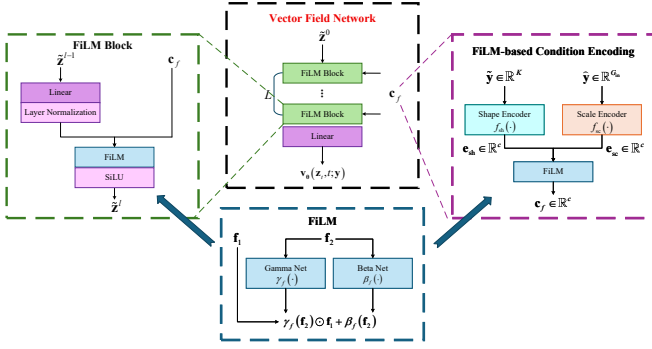 FiLM Block
z̃^{l-1}
c_f
Linear
Layer Normalization
FiLM
SiLU
z̃^l
Vector Field Network
z̃^0
FiLM Block
⋮
L
c_f
FiLM Block
Linear
v_θ(z_t, t; y)
FiLM-based Condition Encoding
ỹ ∈ ℝ^K
ŷ ∈ ℝ^{G_m}
Shape Encoder
f_sh(·)
Scale Encoder
f_sc(·)
e_sh ∈ ℝ^c
e_sc ∈ ℝ^c
FiLM
c_f ∈ ℝ^c
FiLM
f_1
f_2
Gamma Net
γ_f(·)
Beta Net
β_f(·)
γ_f(f_2) ⊙ f_1 + β_f(f_2)